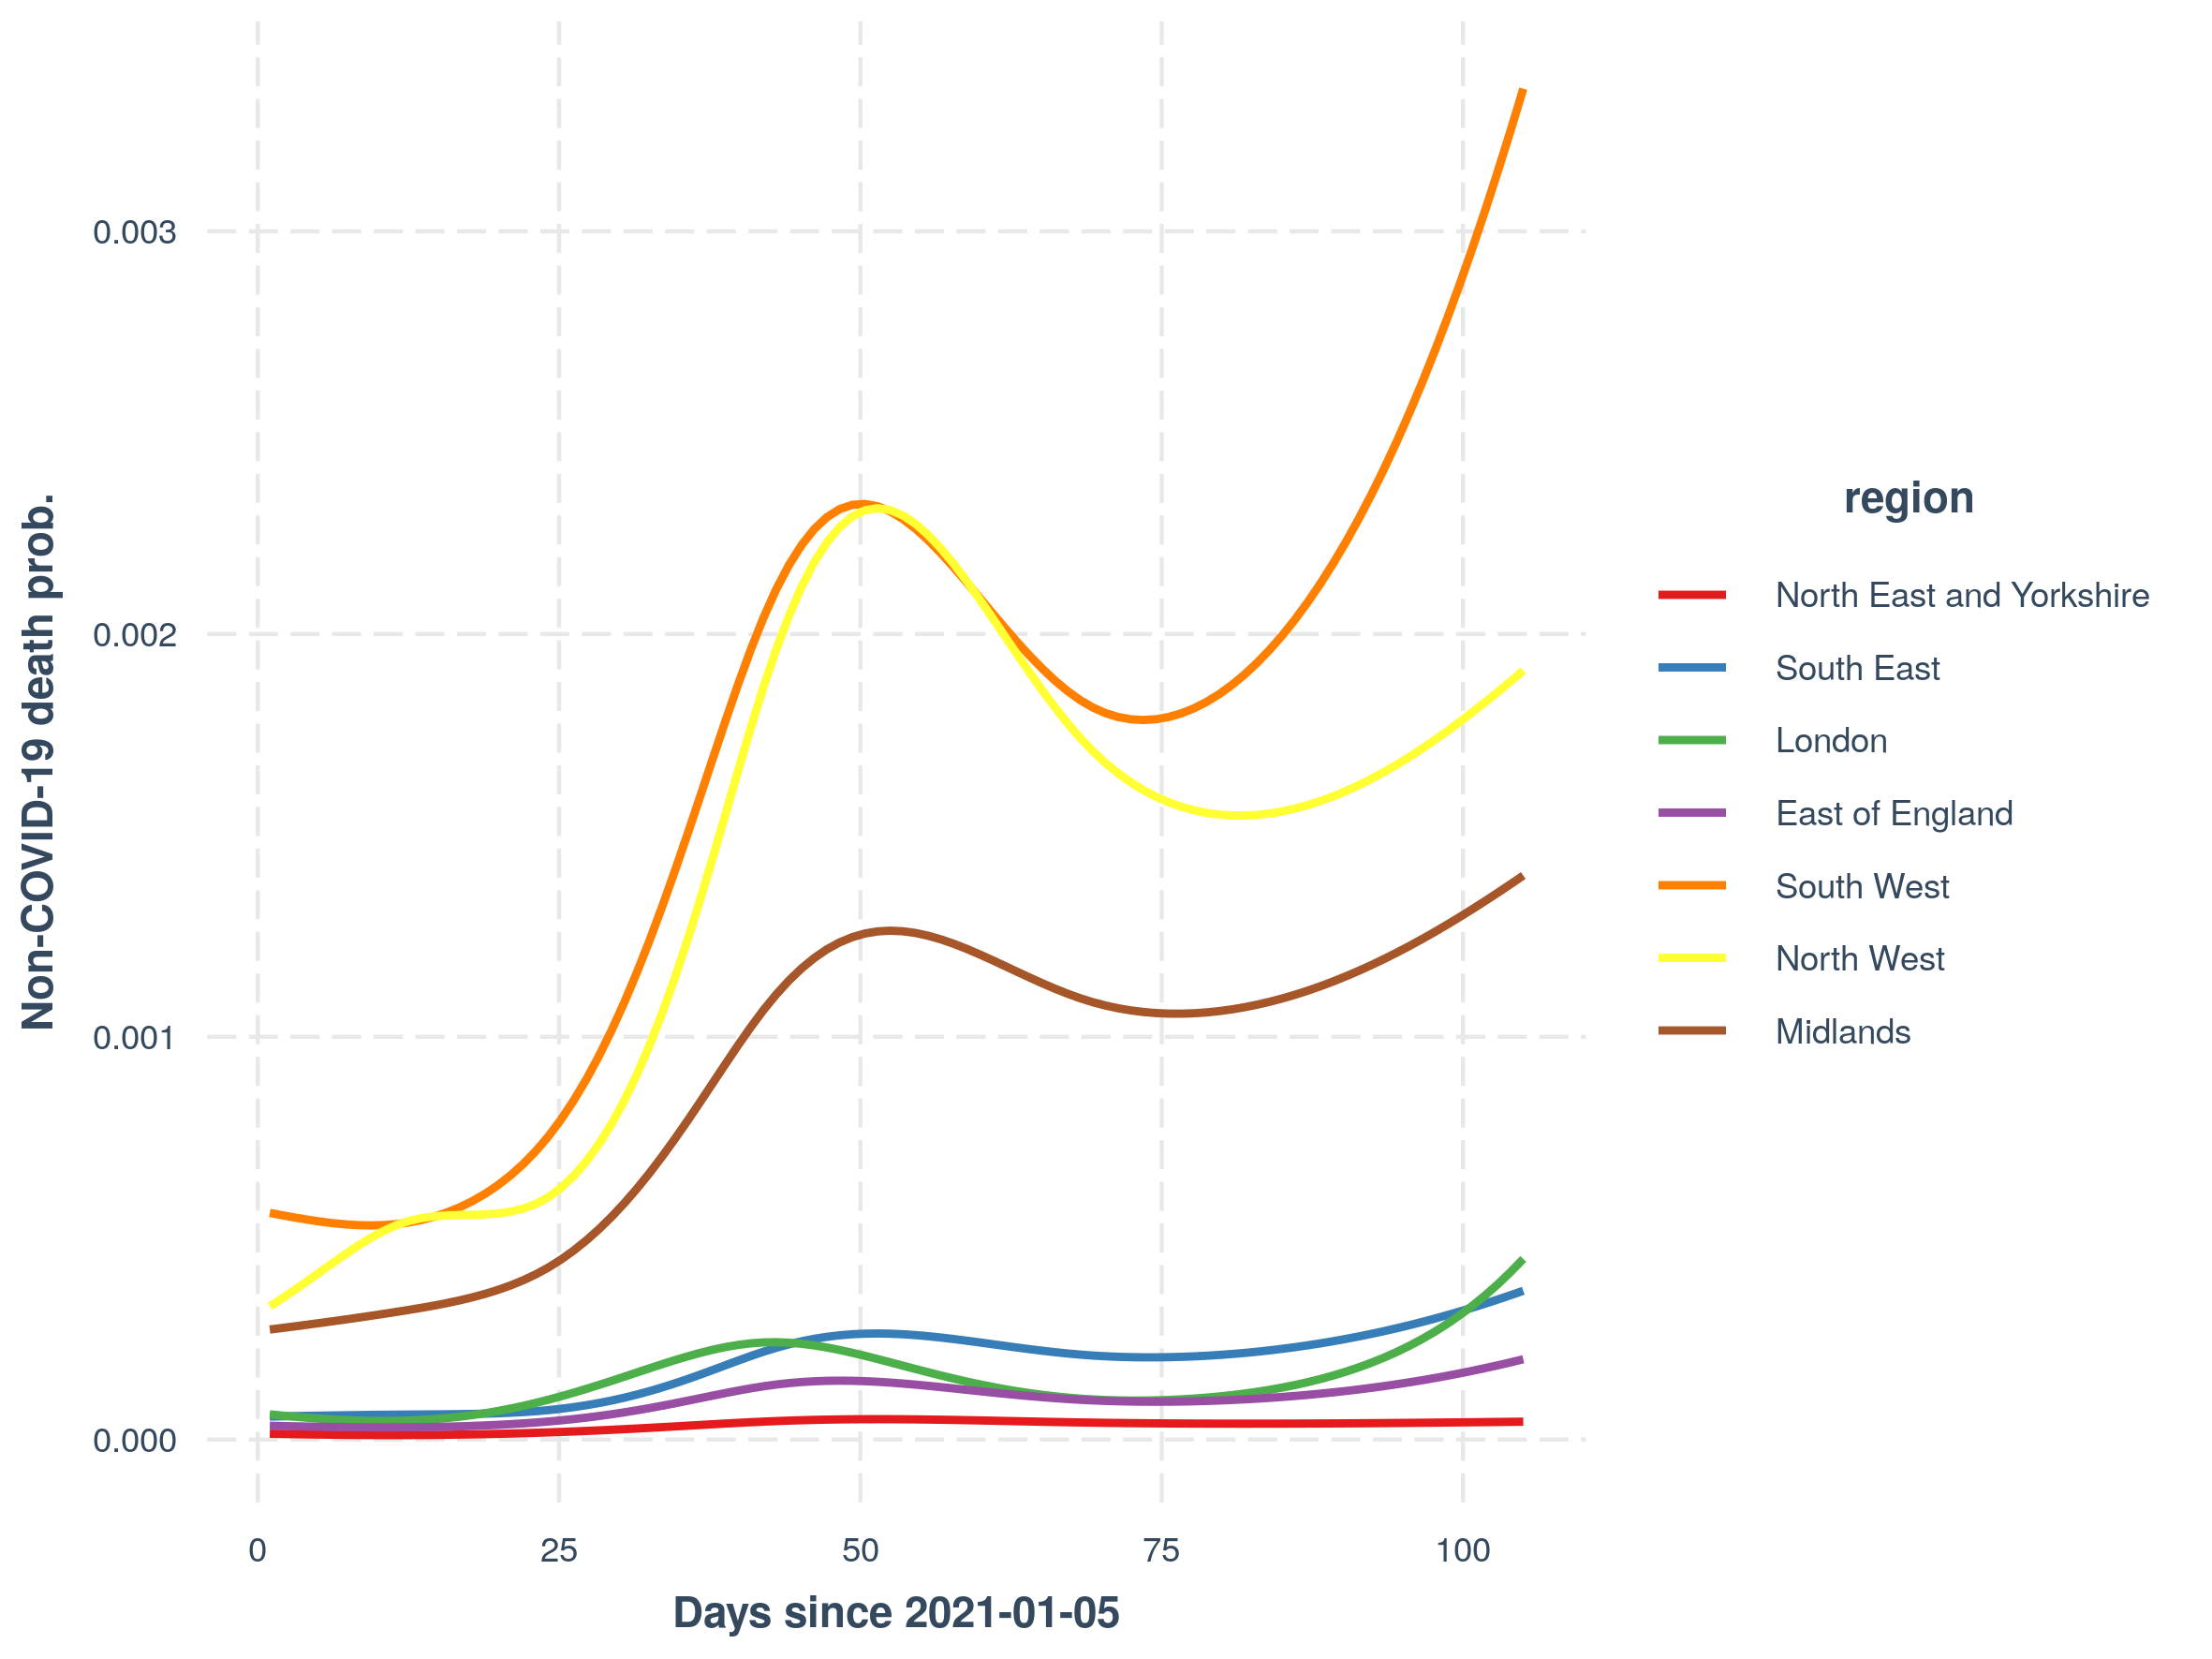 Non-COVID-19 death prob.
0.003
0.002
0.001
0.000
0 25 50 75 100
Days since 2021-01-05
region
North East and Yorkshire
South East
London
East of England
South West
North West
Midlands